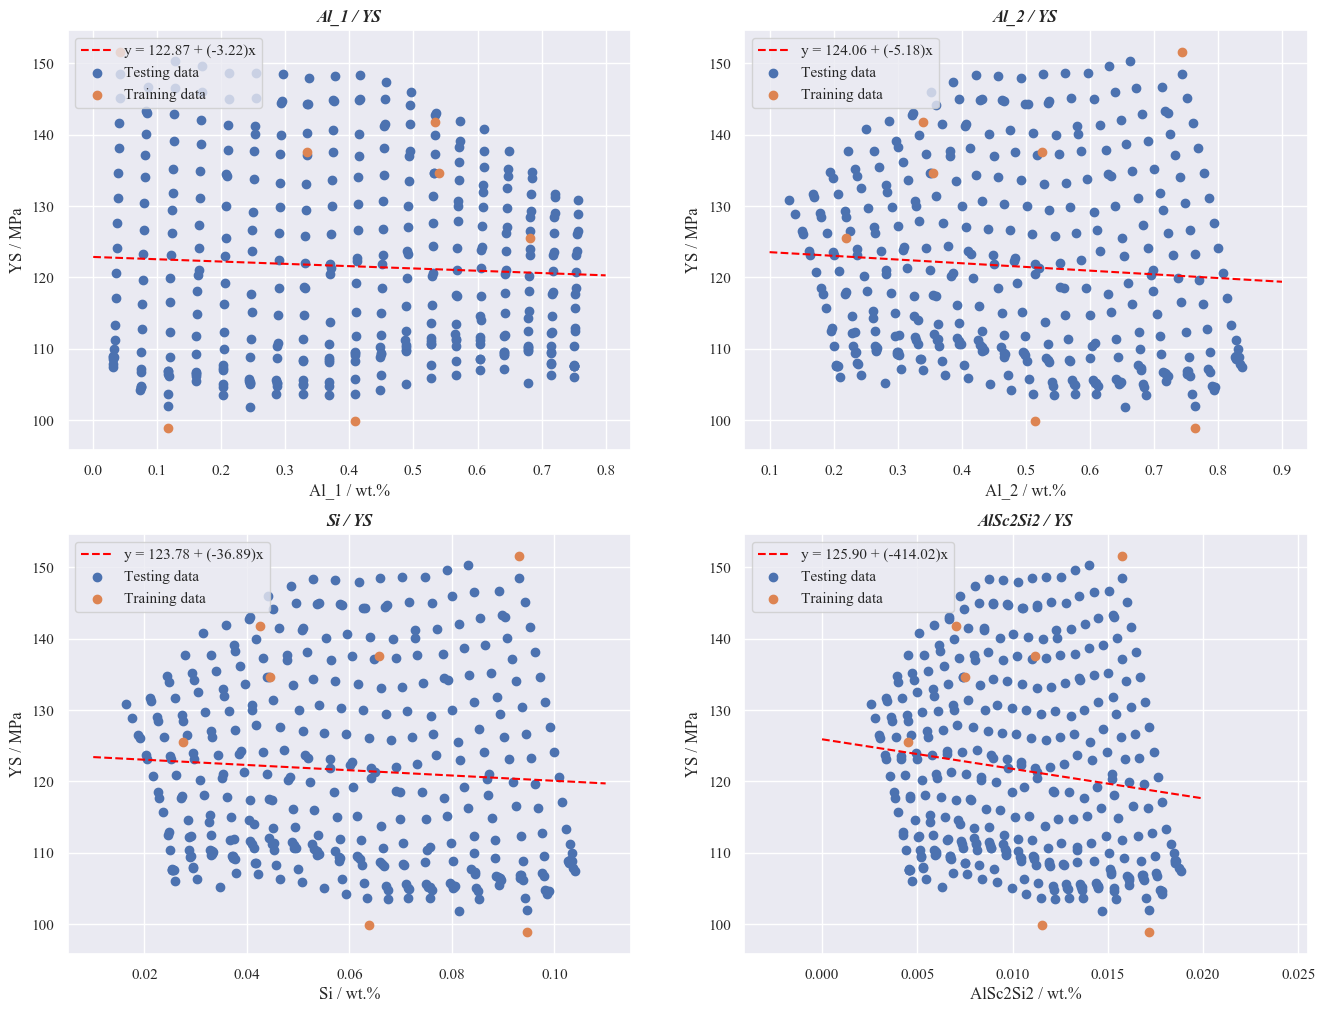 Al_1 / YS
y = 122.87 + (-3.22)x
Testing data
Training data
YS / MPa
150
140
130
120
110
100
0.0 0.1 0.2 0.3 0.4 0.5 0.6 0.7 0.8
Al_1 / wt.%
Al_2 / YS
y = 124.06 + (-5.18)x
Testing data
Training data
YS / MPa
150
140
130
120
110
100
0.1 0.2 0.3 0.4 0.5 0.6 0.7 0.8 0.9
Al_2 / wt.%
Si / YS
y = 123.78 + (-36.89)x
Testing data
Training data
YS / MPa
150
140
130
120
110
100
0.02 0.04 0.06 0.08 0.10
Si / wt.%
AlSc2Si2 / YS
y = 125.90 + (-414.02)x
Testing data
Training data
YS / MPa
150
140
130
120
110
100
0.000 0.005 0.010 0.015 0.020 0.025
AlSc2Si2 / wt.%